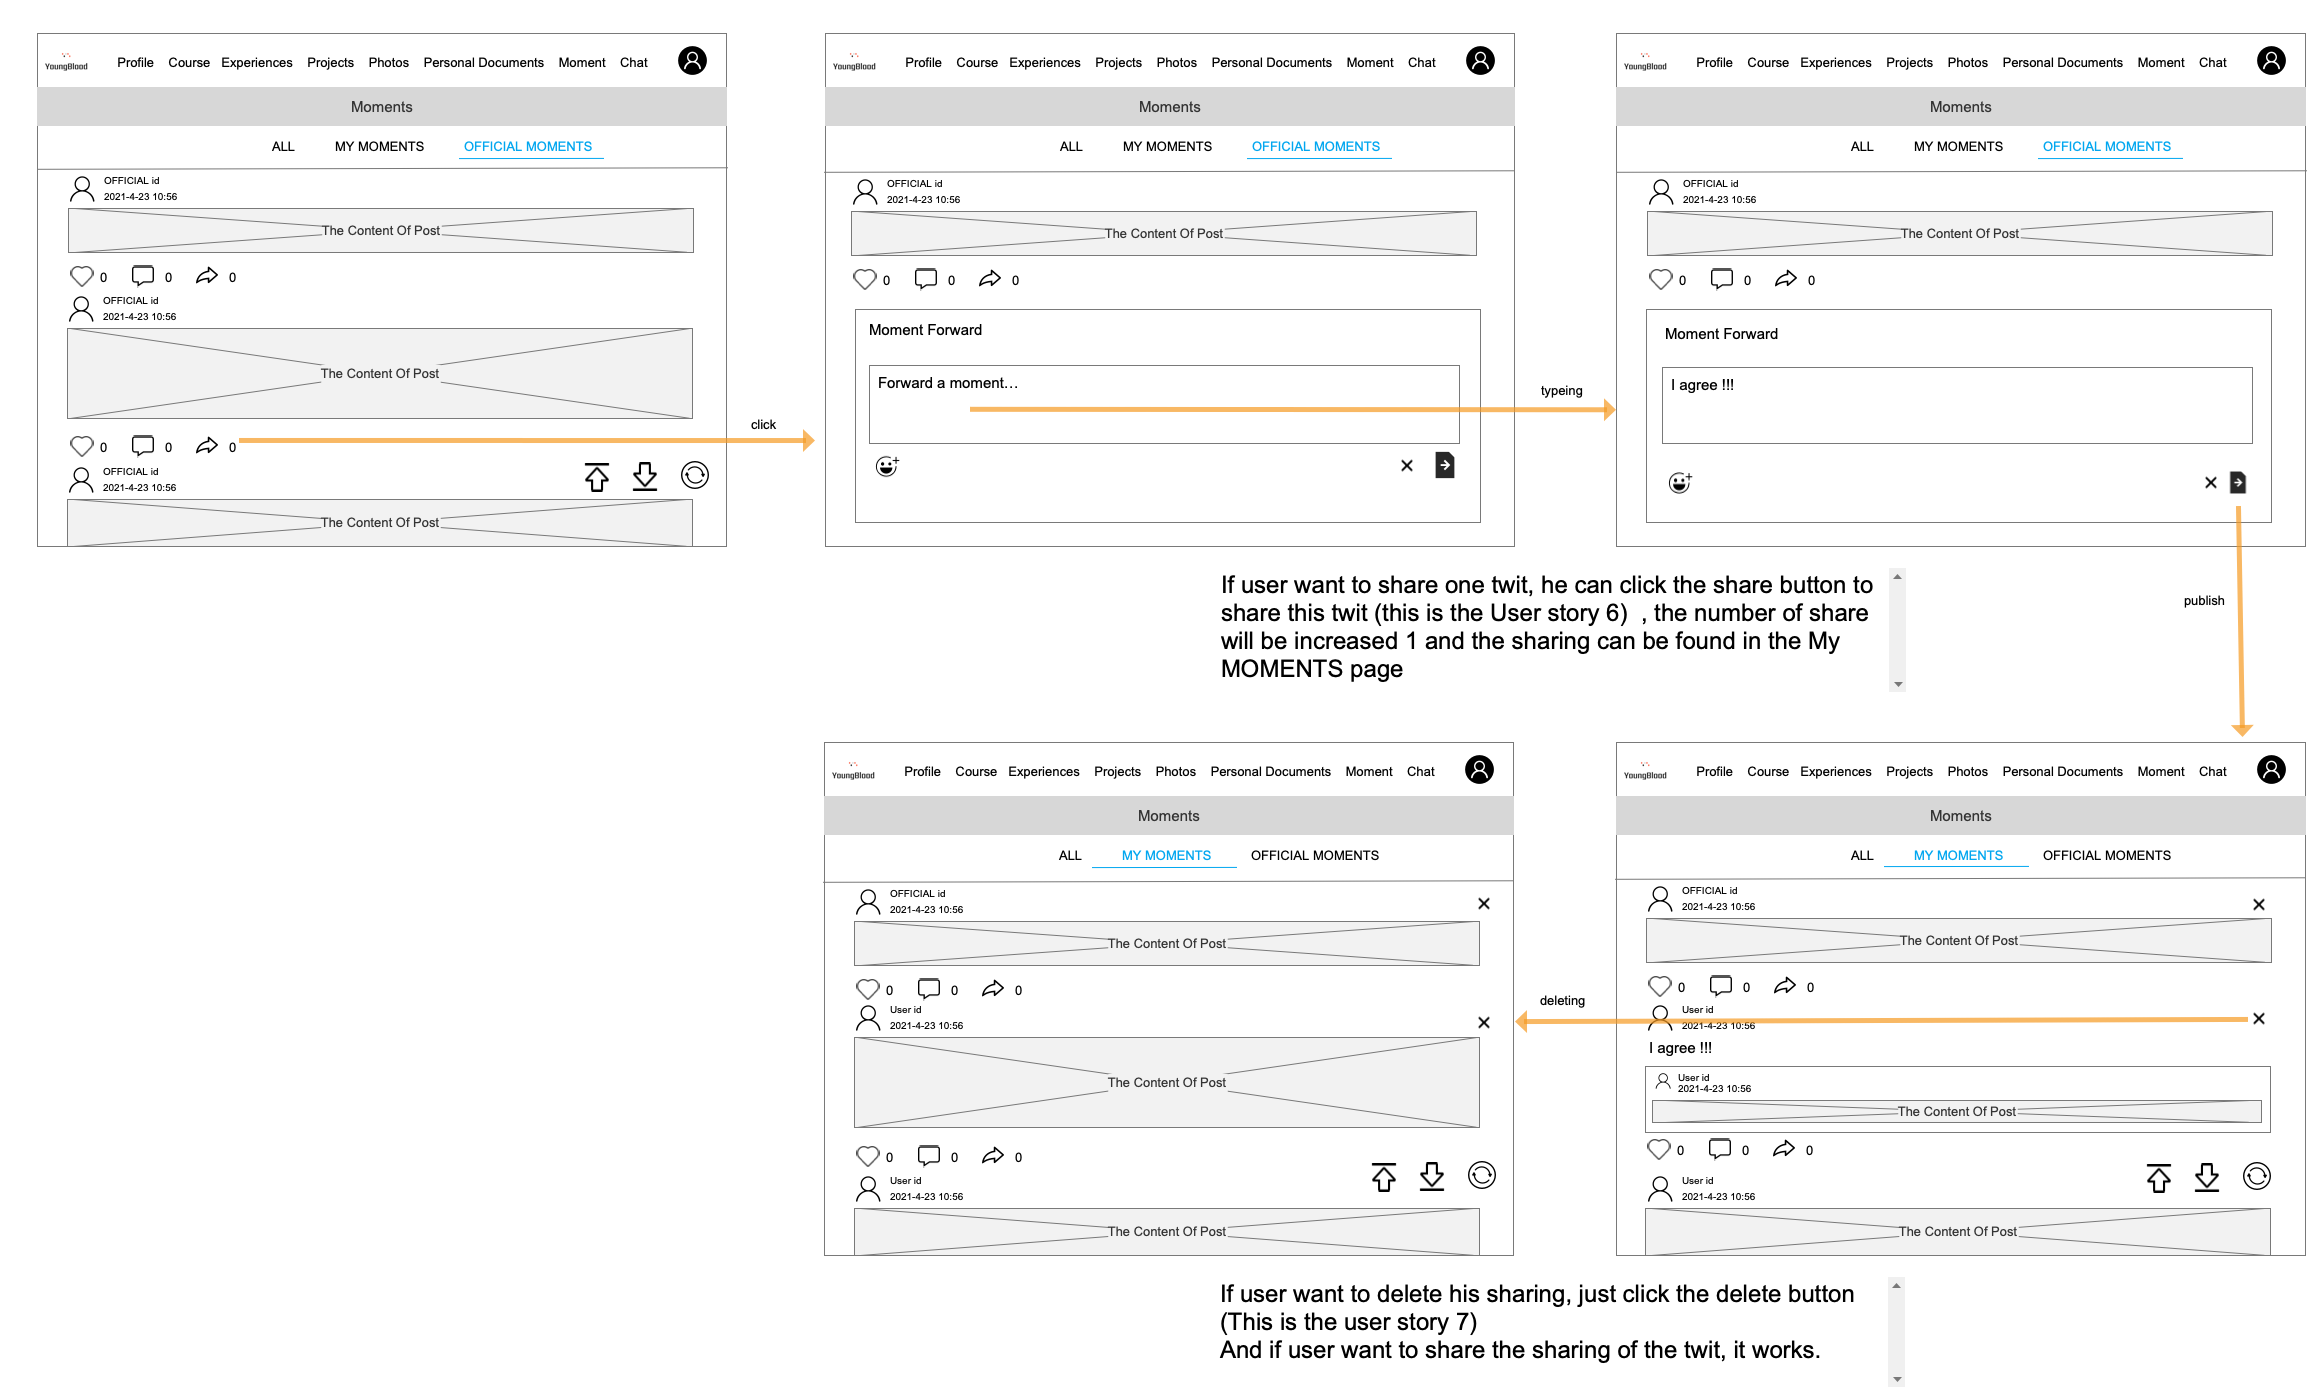 YoungBlood Profile Course Experiences Projects Photos Personal Documents Moment Chat
Moments
ALL MY MOMENTS OFFICIAL MOMENTS
OFFICIAL id
2021-4-23 10:56
The Content Of Post
0 0 0
OFFICIAL id
2021-4-23 10:56
The Content Of Post
0 0 0
OFFICIAL id
2021-4-23 10:56
The Content Of Post
click
YoungBlood Profile Course Experiences Projects Photos Personal Documents Moment Chat
Moments
ALL MY MOMENTS OFFICIAL MOMENTS
OFFICIAL id
2021-4-23 10:56
The Content Of Post
0 0 0
Moment Forward
Forward a moment...
typeing
YoungBlood Profile Course Experiences Projects Photos Personal Documents Moment Chat
Moments
ALL MY MOMENTS OFFICIAL MOMENTS
OFFICIAL id
2021-4-23 10:56
The Content Of Post
0 0 0
Moment Forward
I agree !!!
If user want to share one twit, he can click the share button to
share this twit (this is the User story 6) , the number of share
will be increased 1 and the sharing can be found in the My
MOMENTS page
publish
YoungBlood Profile Course Experiences Projects Photos Personal Documents Moment Chat
Moments
ALL MY MOMENTS OFFICIAL MOMENTS
OFFICIAL id
2021-4-23 10:56
The Content Of Post
0 0 0
User id
2021-4-23 10:56
The Content Of Post
0 0 0
User id
2021-4-23 10:56
The Content Of Post
deleting
YoungBlood Profile Course Experiences Projects Photos Personal Documents Moment Chat
Moments
ALL MY MOMENTS OFFICIAL MOMENTS
OFFICIAL id
2021-4-23 10:56
The Content Of Post
0 0 0
User id
2021-4-23 10:56
I agree !!!
User id
2021-4-23 10:56
The Content Of Post
0 0 0
User id
2021-4-23 10:56
The Content Of Post
If user want to delete his sharing, just click the delete button
(This is the user story 7)
And if user want to share the sharing of the twit, it works.